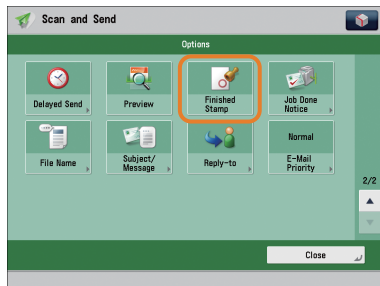 Scan and Send
Options
Delayed Send
Preview
Finished
Stamp
Job Done
Notice
File Name
Subject/
Message
Reply-to
Normal
E-Mail
Priority
2/2
Close